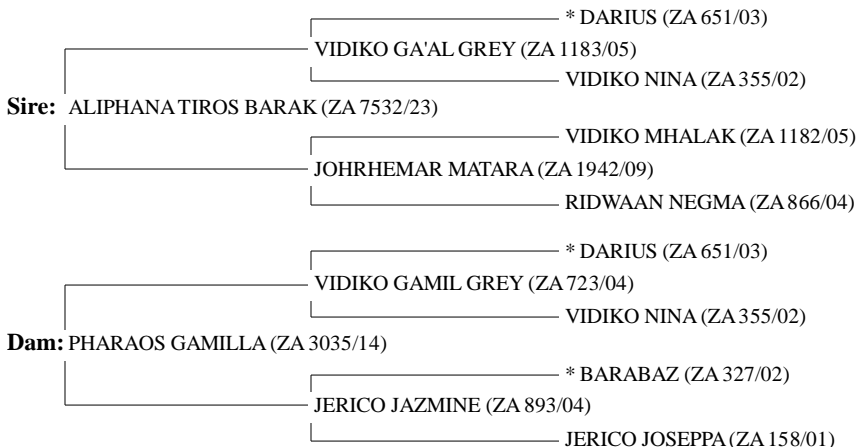 * DARIUS (ZA 651/03)
VIDIKO GA'AL GREY (ZA 1183/05)
VIDIKO NINA (ZA 355/02)
Sire: ALIPHANA TIROS BARAK (ZA 7532/23)
VIDIKO MHALAK (ZA 1182/05)
JOHRHEMAR MATARA (ZA 1942/09)
RIDWAAN NEGMA (ZA 866/04)
* DARIUS (ZA 651/03)
VIDIKO GAMIL GREY (ZA 723/04)
VIDIKO NINA (ZA 355/02)
Dam: PHARAOS GAMILLA (ZA 3035/14)
* BARABAZ (ZA 327/02)
JERICO JAZMINE (ZA 893/04)
JERICO JOSEPPA (ZA 158/01)